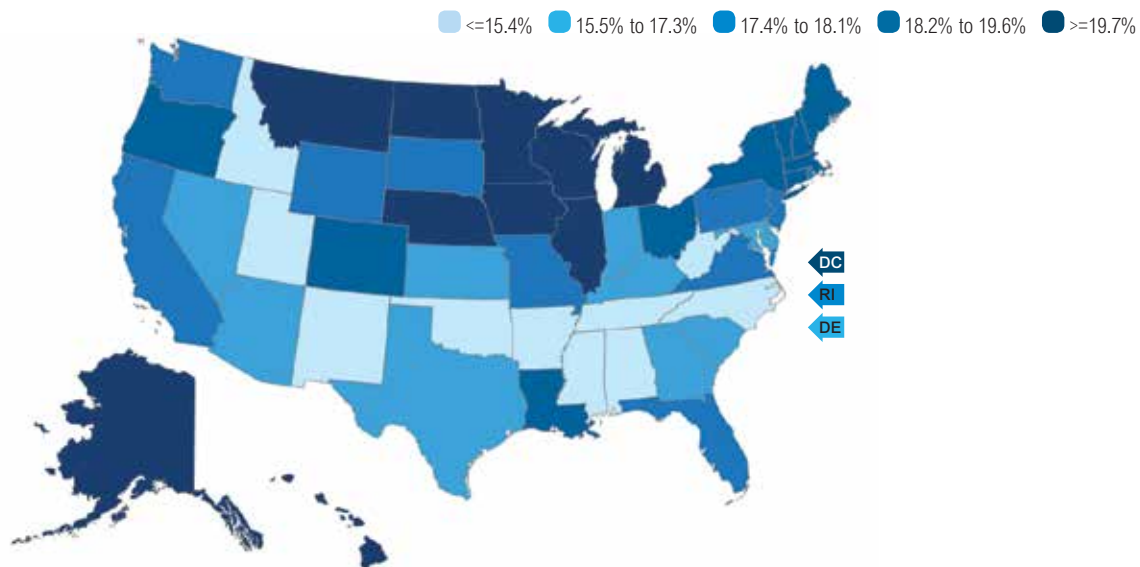 <=15.4% 15.5% to 17.3% 17.4% to 18.1% 18.2% to 19.6% >=19.7%
DC
RI
DE